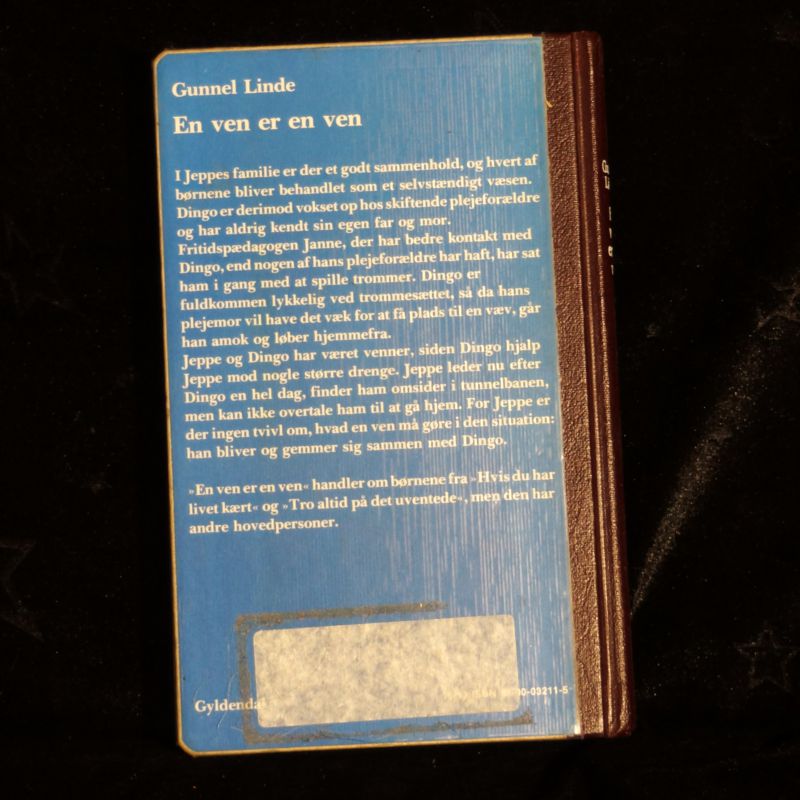 Gunnel Linde
En ven er en ven
I Jeppes familie er der et godt sammenhold, og hvert af
børnene bliver behandlet som et selvstændigt væsen.
Dingo er derimod vokset op hos skiftende plejeforældre
og har aldrig kendt sin egen far og mor.
Fritidspædagogen Janne, der har bedre kontakt med
Dingo, end nogen af hans plejeforældre har haft, har sat
ham i gang med at spille trommer. Dingo er
fuldkommen lykkelig ved trommesættet, så da hans
plejemor vil have det væk for at få plads til en væv, går
han amok og løber hjemmefra.
Jeppe og Dingo har været venner, siden Dingo hjalp
Jeppe mod nogle større drenge. Jeppe leder nu efter
Dingo en hel dag, finder ham omsider i tunnelbanen,
men kan ikke overtale ham til at gå hjem. For Jeppe er
der ingen tvivl om, hvad en ven må gøre i den situation:
han bliver og gemmer sig sammen med Dingo.
»En ven er en ven« handler om børnene fra »Hvis du har
livet kært« og »Tro altid på det uventede«, men den har
andre hovedpersoner.
Gyldenda
00-03211-5